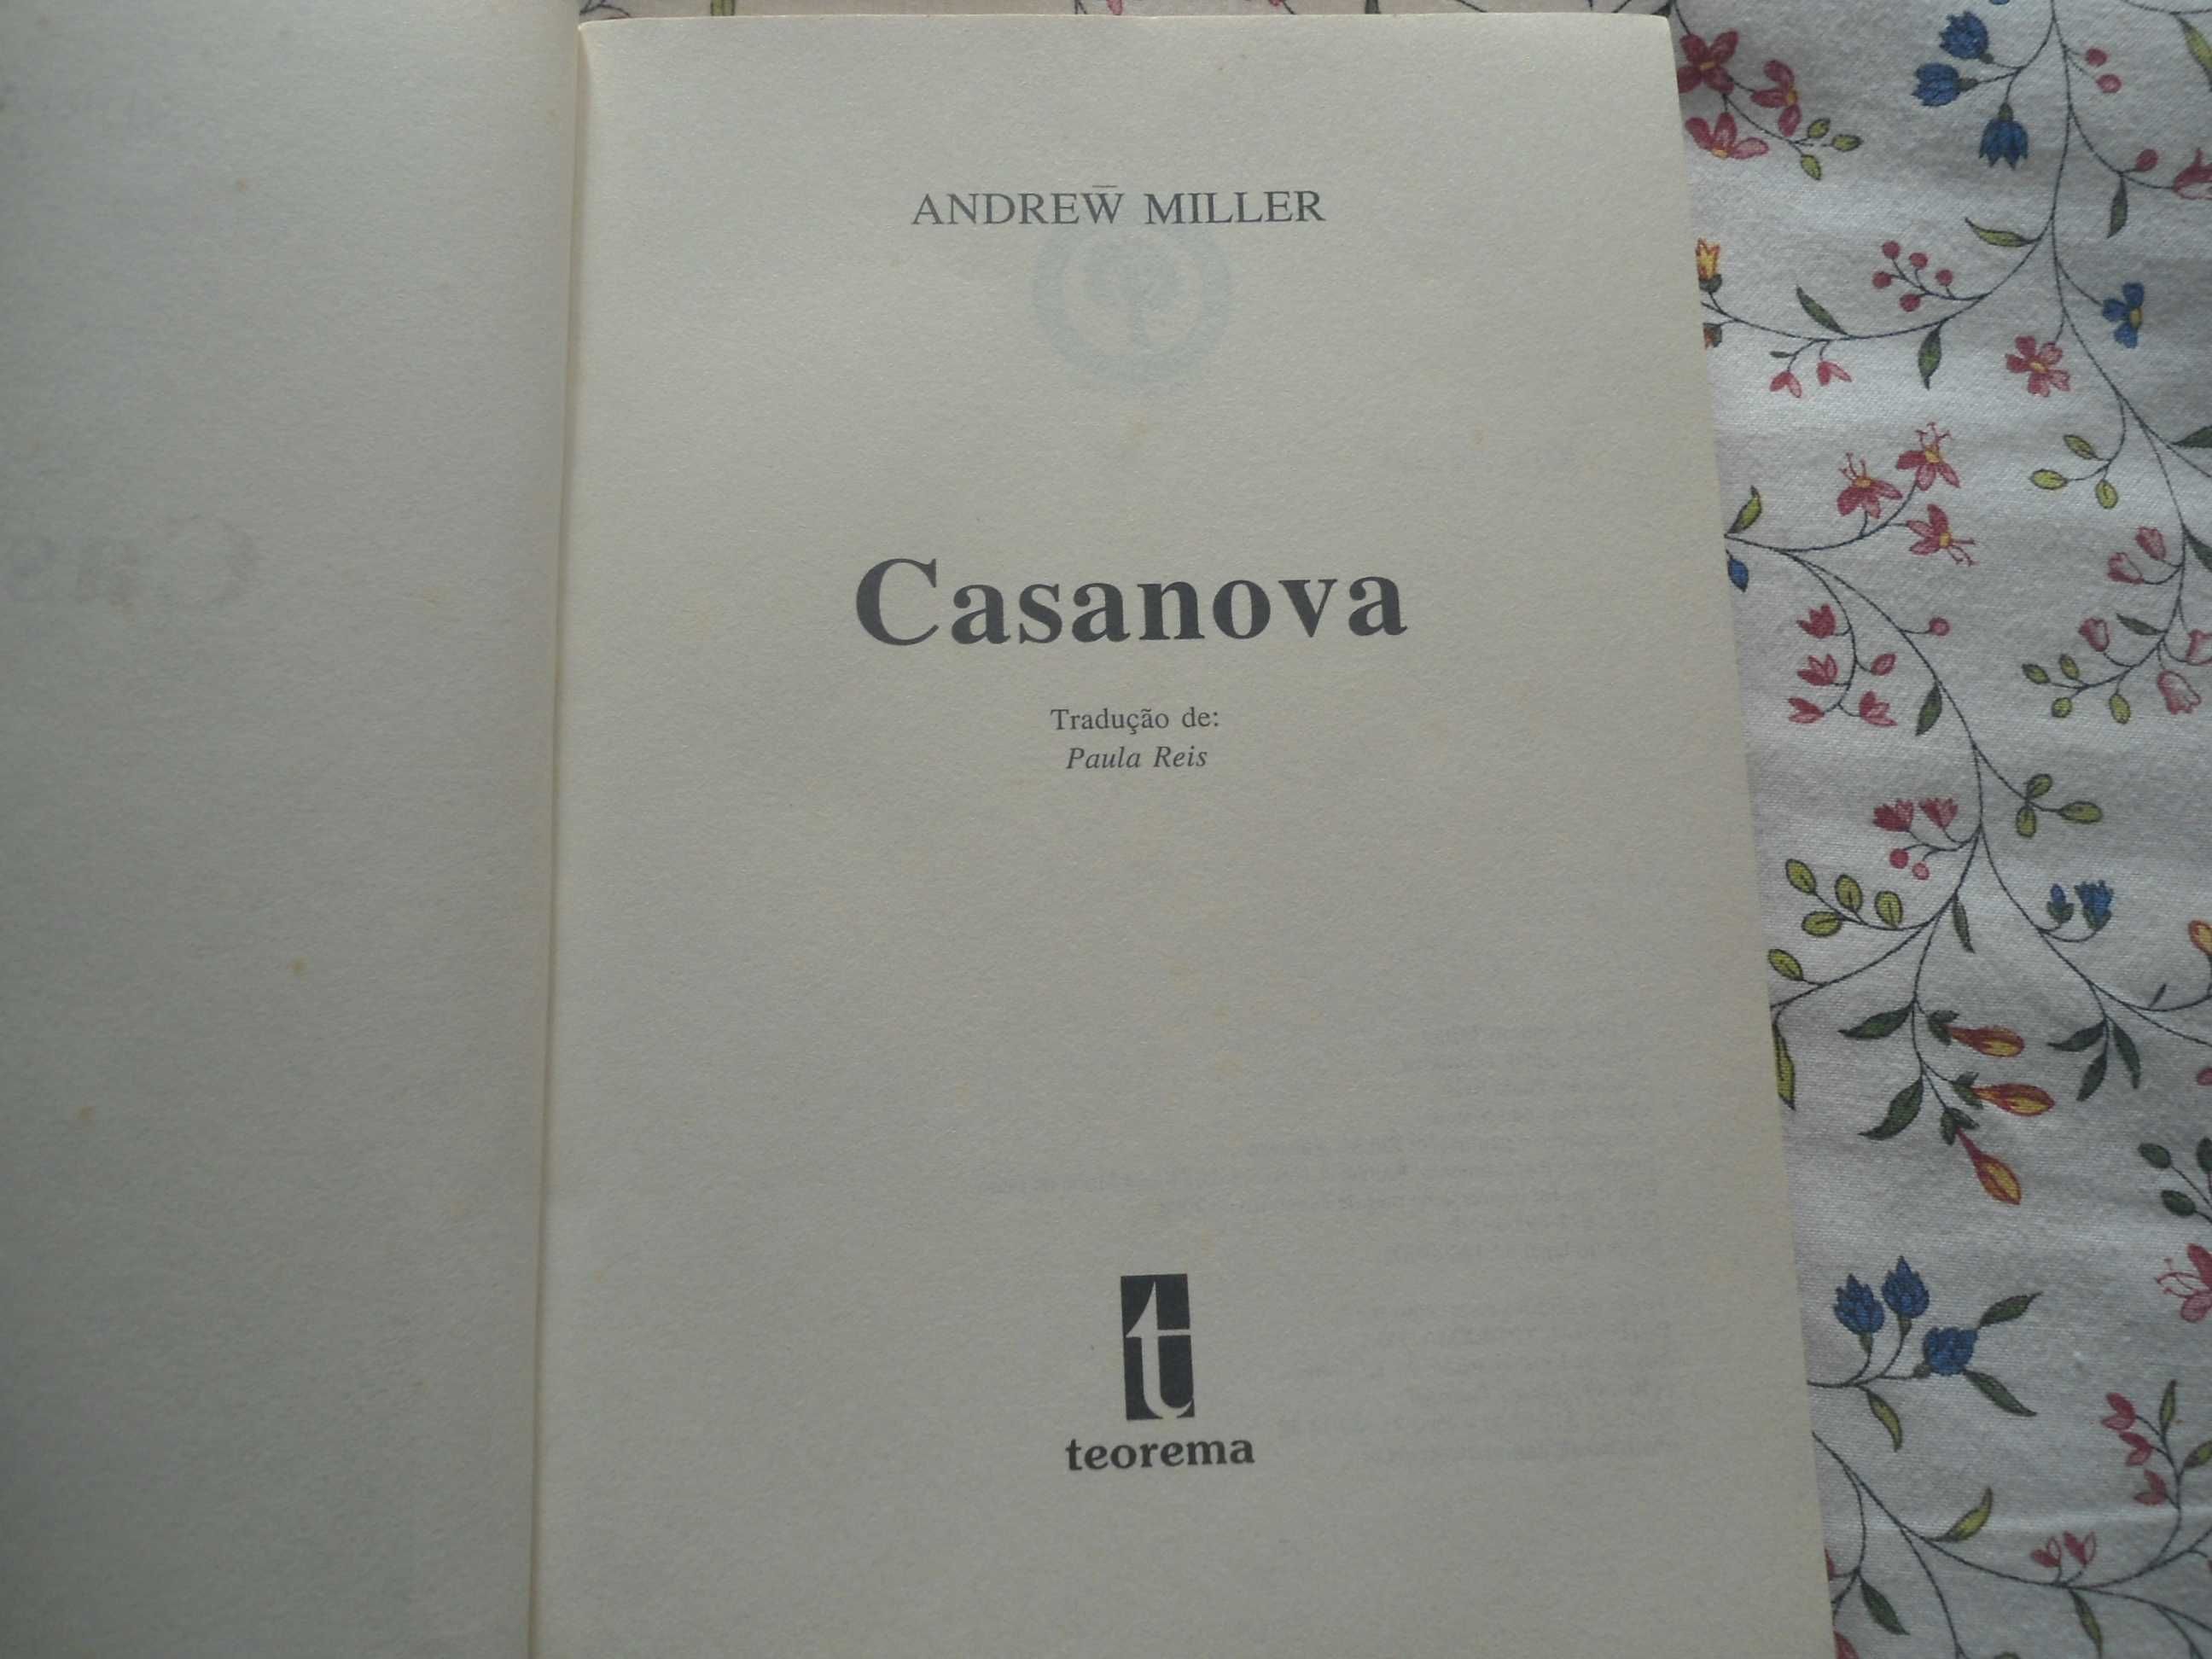 ANDREW MILLER
Casanova
Tradução de:
Paula Reis
t
teorema